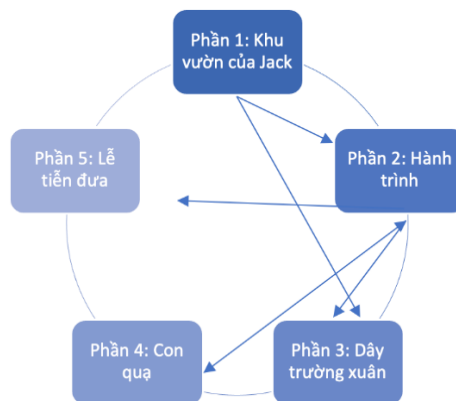 Phần 1: Khu
vườn của Jack
Phần 2: Hành
trình
Phần 3: Dây
trường xuân
Phần 4: Con
quạ
Phần 5: Lễ
tiễn đưa